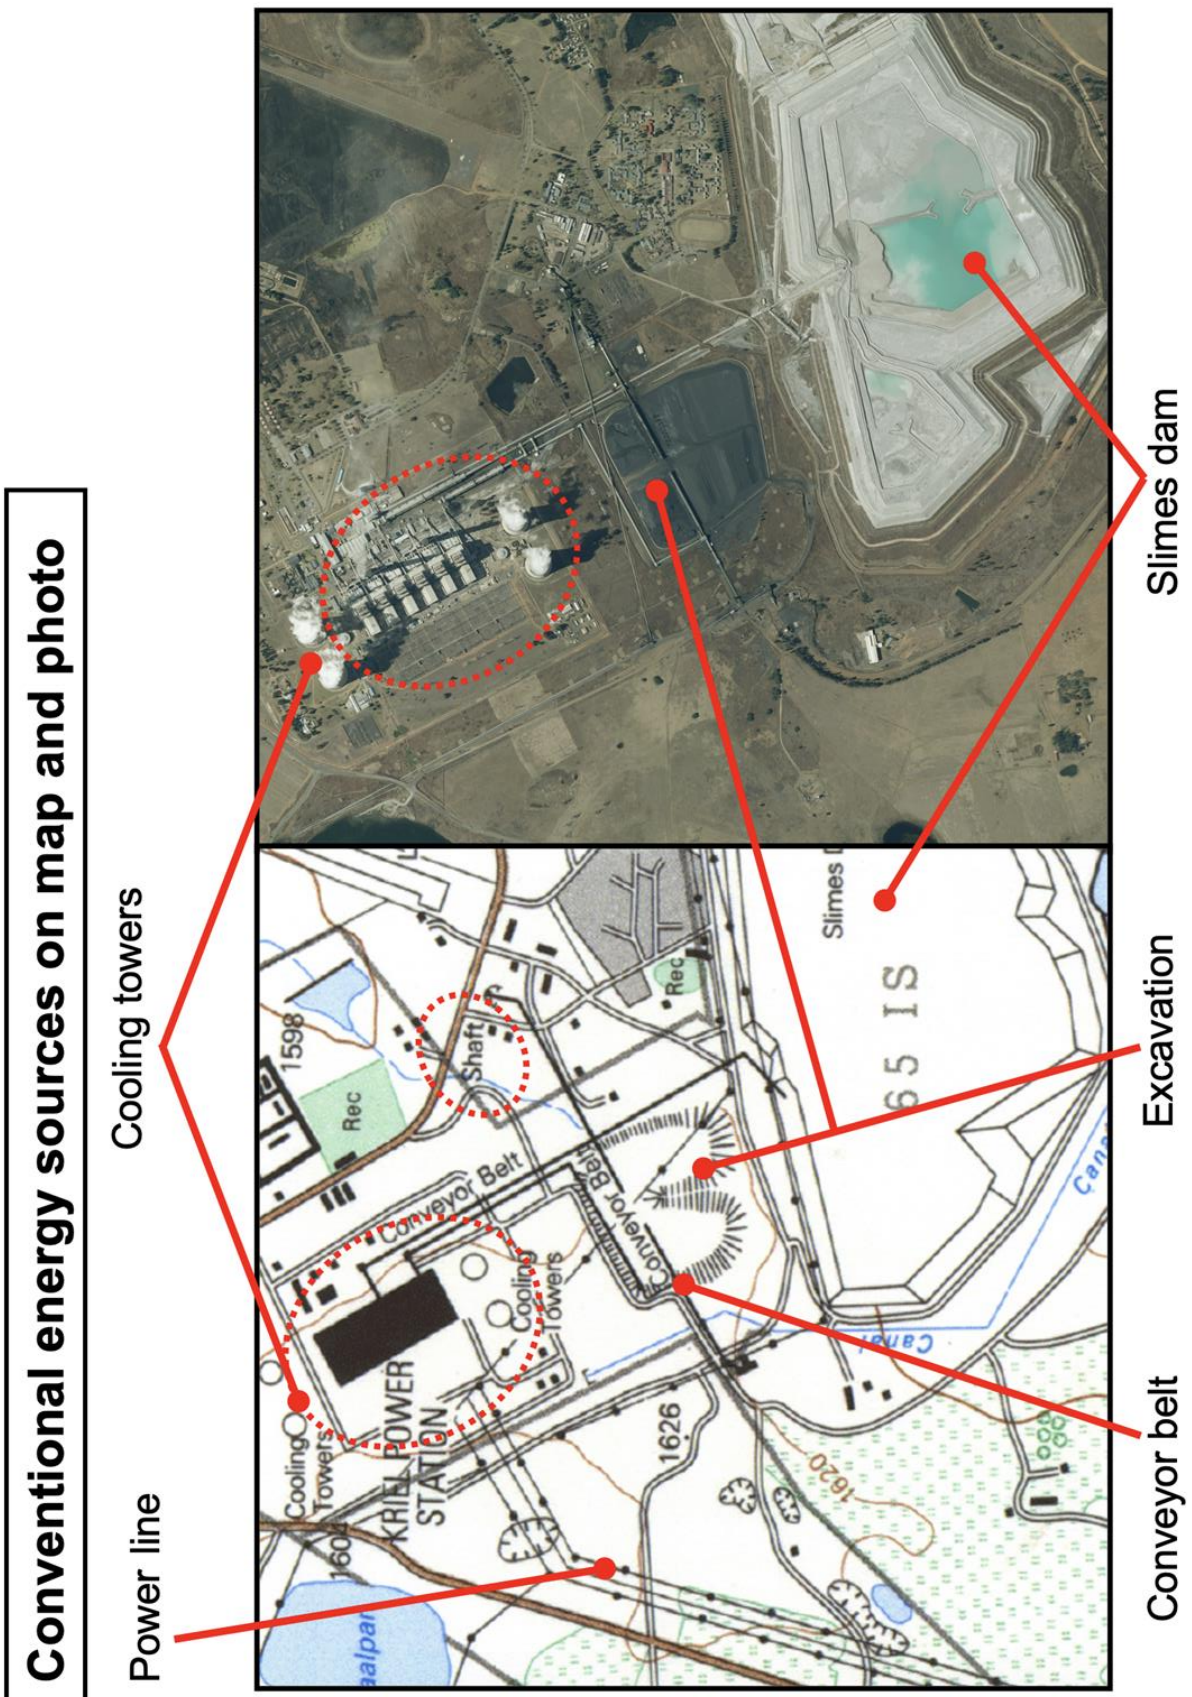 Conventional energy sources on map and photo
Power line
Cooling towers
Conveyor belt
Excavation
Slimes dam
aalpan
Cooling
Towers
KRIEL POWER
STATION
Conveyor Belt
Rec
1598
Shaft
Cooling
Towers
Conveyor Belt
Conveyor Belt
Rec
1626
1620
Canal
Canal
Slimes
65 IS